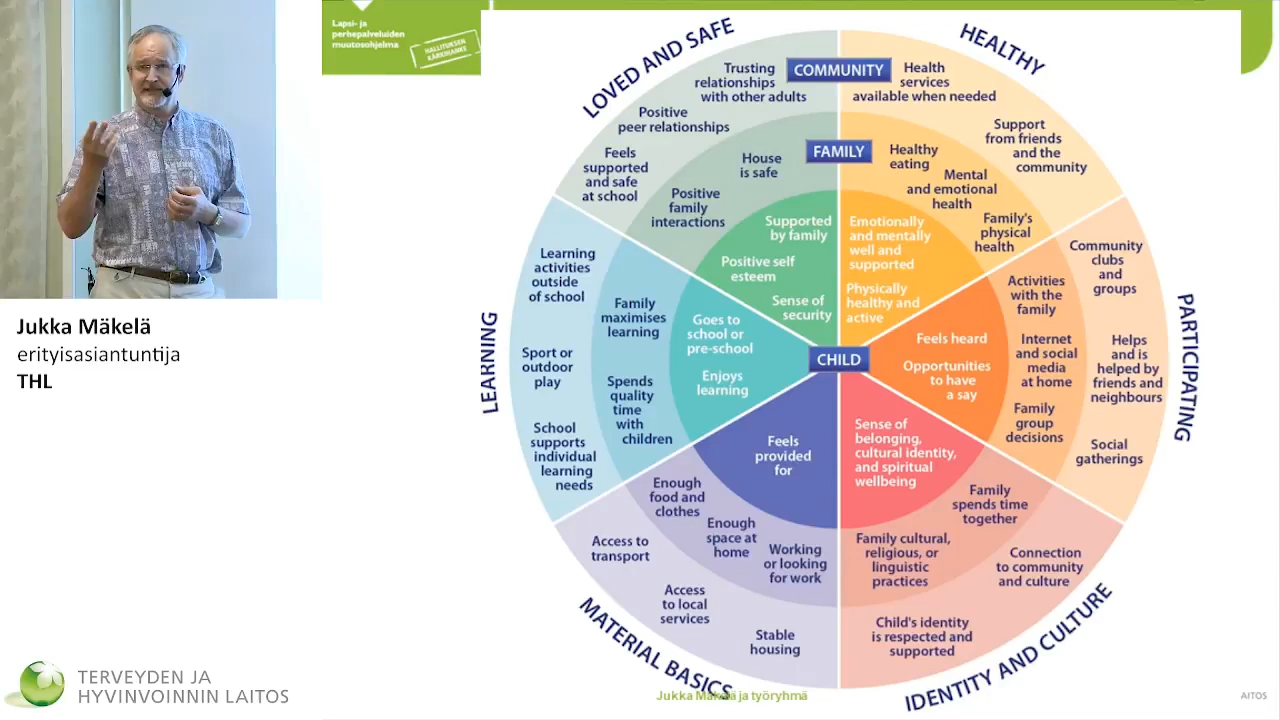 Lapsi- ja
perhepalveluiden
muutosohjelma
HALLITUKSEN
KÄRKIHANKE
Jukka Mäkelä
erityisasiantuntija
THL
TERVEYDEN JA
HYVINVOINNIN LAITOS
LOVED AND SAFE
HEALTHY
PARTICIPATING
IDENTITY AND CULTURE
MATERIAL BASICS
LEARNING
COMMUNITY
FAMILY
CHILD
Trusting
relationships
with other adults
Positive
peer relationships
Feels
supported
and safe
at school
House
is safe
Positive
family
interactions
Supported
by family
Positive self
esteem
Sense of
security
Health
services
available when needed
Support
from friends
and the
community
Healthy
eating
Mental
and emotional
health
Family's
physical
health
Emotionally
and mentally
well and
supported
Physically
healthy and
active
Community
clubs
and
groups
Helps
and is
helped by
friends and
neighbours
Social
gatherings
Activities
with the
family
Internet
and social
media
at home
Family
group
decisions
Feels heard
Opportunities
to have
a say
Sense of
belonging,
cultural identity,
and spiritual
wellbeing
Family
spends time
together
Family cultural,
religious, or
linguistic
practices
Connection
to community
and culture
Child's identity
is respected and
supported
Feels
provided
for
Enough
food and
clothes
Enough
space at
home
Working
or looking
for work
Access to
transport
Access
to local
services
Stable
housing
Goes to
school or
pre-school
Enjoys
learning
Family
maximises
learning
Spends
quality
time
with
children
Learning
activities
outside
of school
Sport or
outdoor
play
School
supports
individual
learning
needs
Jukka Mäkelä ja työryhmä
AITOS